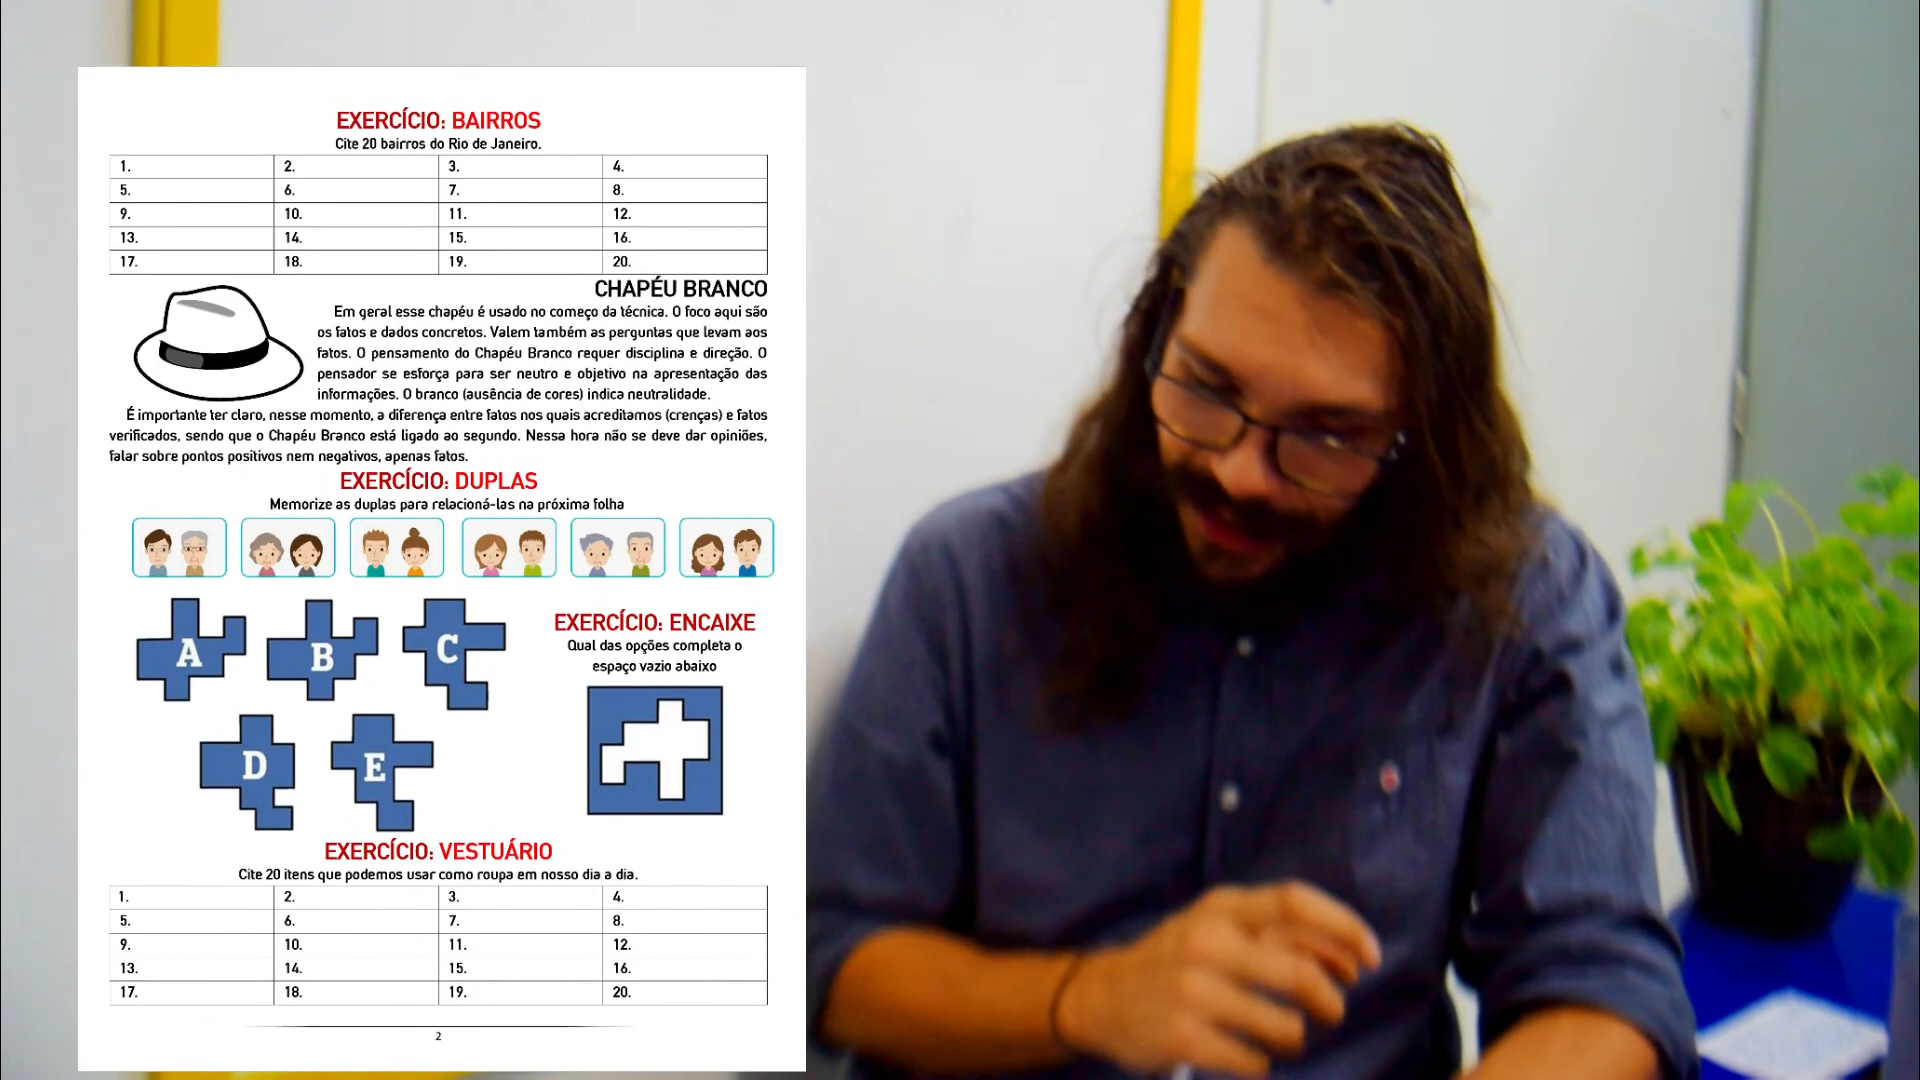 EXERCÍCIO: BAIRROS
Cite 20 bairros do Rio de Janeiro.
1. 2. 3. 4.
5. 6. 7. 8.
9. 10. 11. 12.
13. 14. 15. 16.
17. 18. 19. 20.
CHAPÉU BRANCO
Em geral esse chapéu é usado no começo da técnica. O foco aqui são
os fatos e dados concretos. Valem também as perguntas que levam aos
fatos. O pensamento do Chapéu Branco requer disciplina e direção. O
pensador se esforça para ser neutro e objetivo na apresentação das
informações. O branco (ausência de cores) indica neutralidade.
É importante ter claro, nesse momento, a diferença entre fatos nos quais acreditamos (crenças) e fatos
verificados, sendo que o Chapéu Branco está ligado ao segundo. Nessa hora não se deve dar opiniões,
falar sobre pontos positivos nem negativos, apenas fatos.
EXERCÍCIO: DUPLAS
Memorize as duplas para relacioná-las na próxima folha
A B C
D E
EXERCÍCIO: ENCAIXE
Qual das opções completa o
espaço vazio abaixo
EXERCÍCIO: VESTUÁRIO
Cite 20 itens que podemos usar como roupa em nosso dia a dia.
1. 2. 3. 4.
5. 6. 7. 8.
9. 10. 11. 12.
13. 14. 15. 16.
17. 18. 19. 20.
2